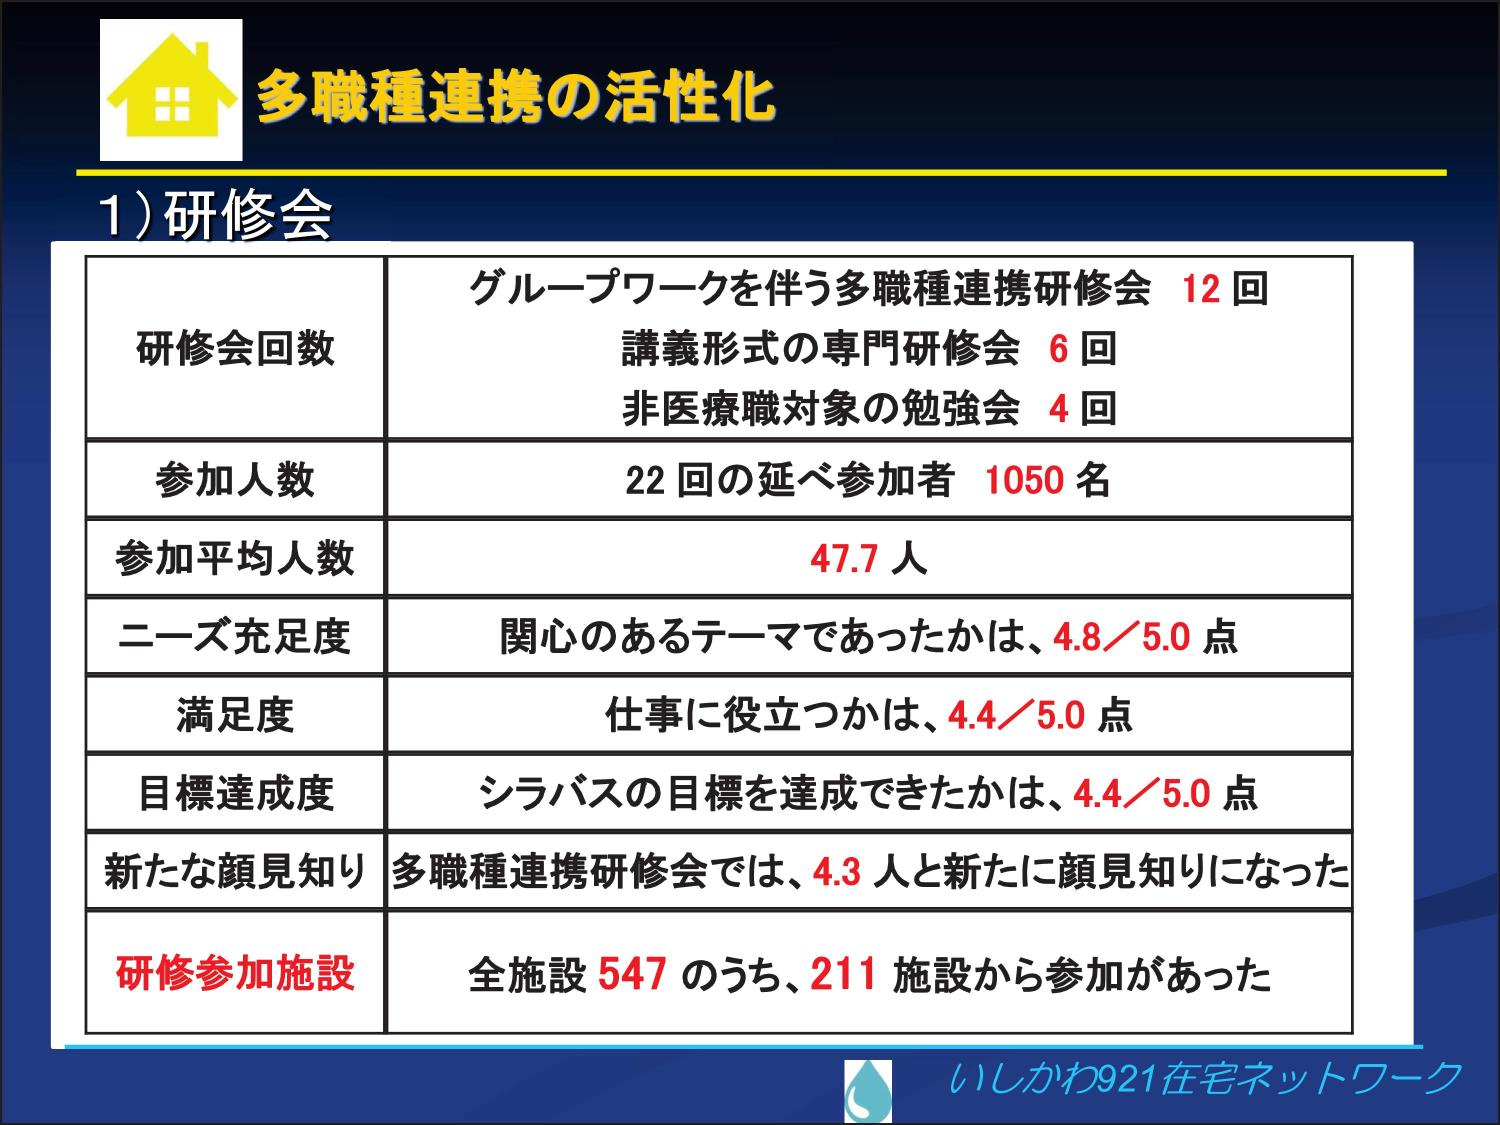 多職種連携の活性化
1）研修会
研修会回数
グループワークを伴う多職種連携研修会 12 回
講義形式の専門研修会 6 回
非医療職対象の勉強会 4 回
参加人数
22 回の延べ参加者 1050 名
参加平均人数
47.7 人
ニーズ充足度
関心のあるテーマであったかは、4.8／5.0 点
満足度
仕事に役立つかは、4.4／5.0 点
目標達成度
シラバスの目標を達成できたかは、4.4／5.0 点
新たな顔見知り
多職種連携研修会では、4.3 人と新たに顔見知りになった
研修参加施設
全施設 547 のうち、211 施設から参加があった
いしかわ921在宅ネットワーク